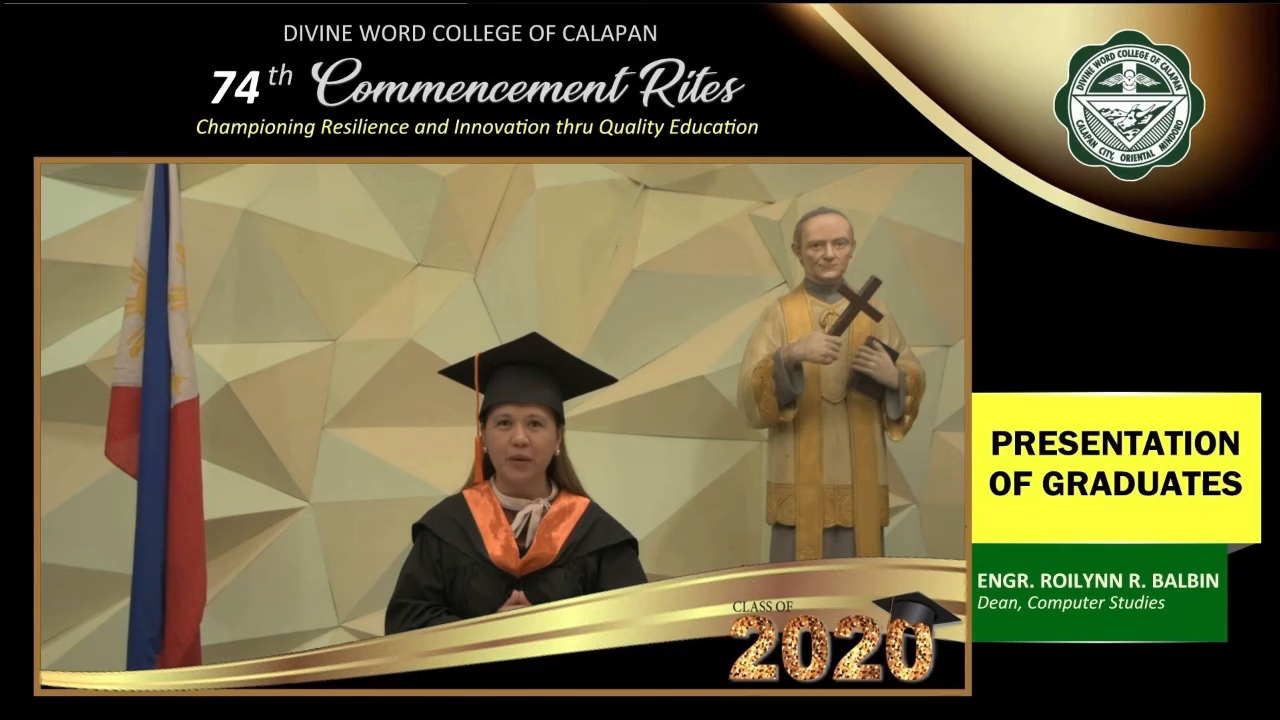 DIVINE WORD COLLEGE OF CALAPAN
74th Commencement Rites
Championing Resilience and Innovation thru Quality Education
DIVINE WORD COLLEGE OF CALAPAN
CALAPAN CITY, ORIENTAL MINDORO
PRESENTATION
OF GRADUATES
ENGR. ROILYNN R. BALBIN
Dean, Computer Studies
CLASS OF
2020